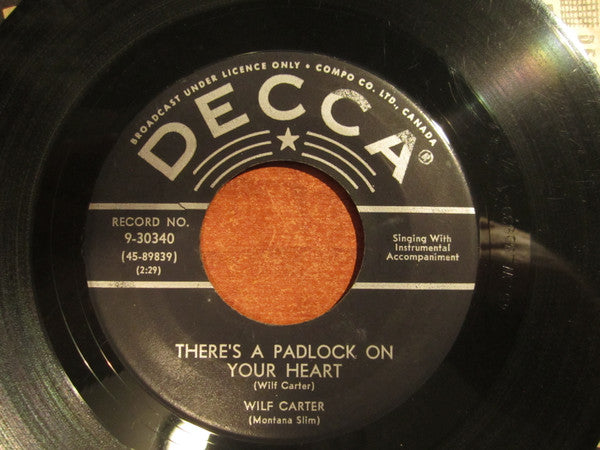 BROADCAST UNDER LICENCE ONLY • COMPO CO. LTD., CANADA
DECCA®
RECORD NO.
9-30340
(45-89839)
(2:29)
Singing With
Instrumental
Accompaniment
THERE'S A PADLOCK ON
YOUR HEART
(Wilf Carter)
WILF CARTER
(Montana Slim)